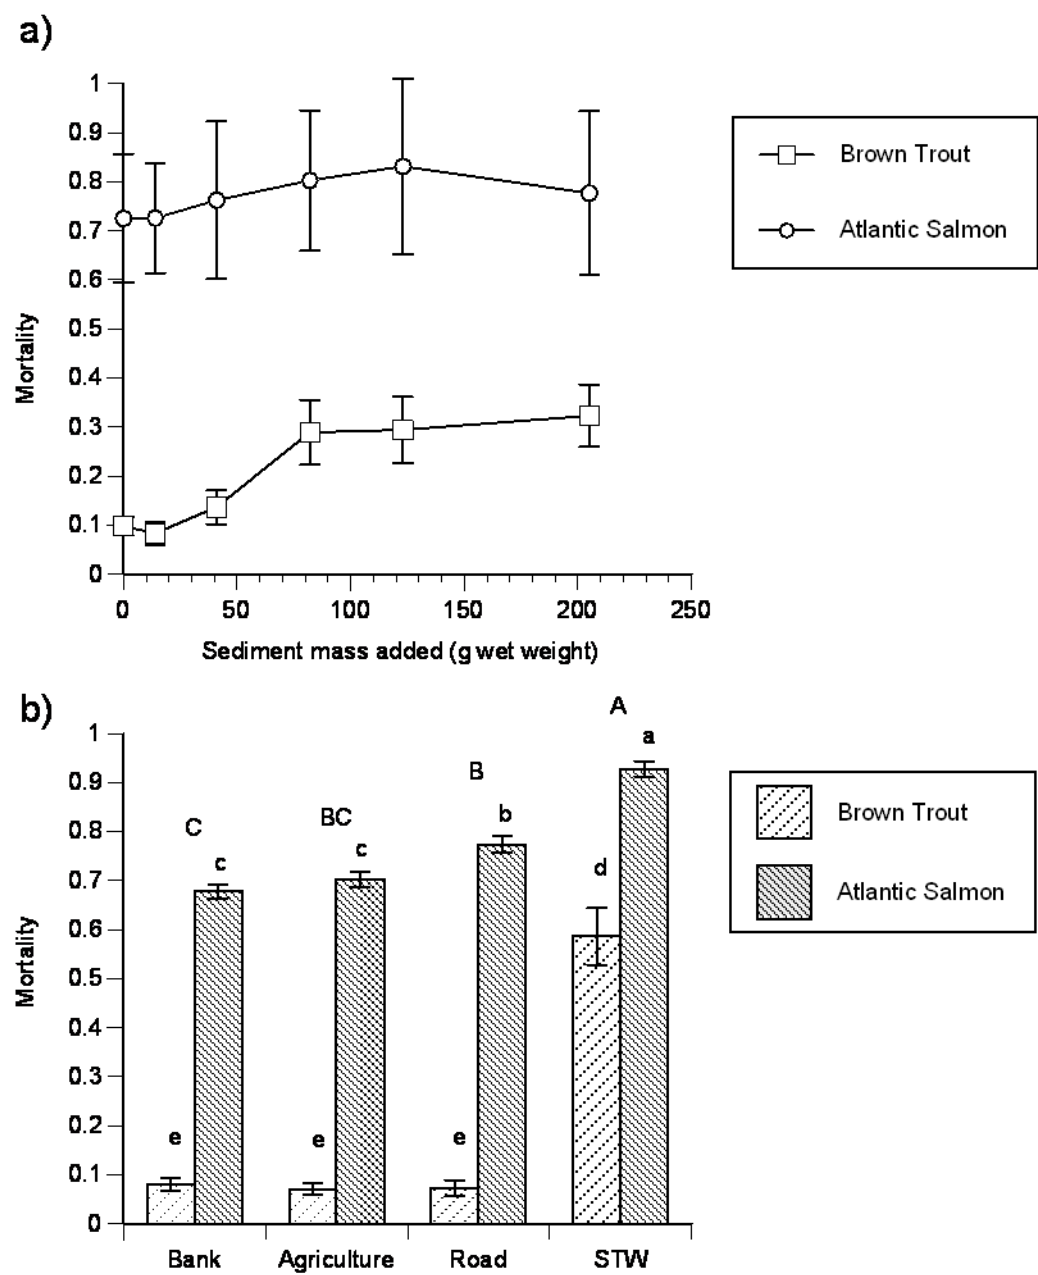 a)
1
0.9
0.8
0.7
0.6
0.5
0.4
0.3
0.2
0.1
0
Mortality
0 50 100 150 200 250
Sediment mass added (g wet weight)
Brown Trout
Atlantic Salmon
b)
1
0.9
0.8
0.7
0.6
0.5
0.4
0.3
0.2
0.1
0
Mortality
C
c
e
BC
c
e
B
b
e
A
a
d
Bank Agriculture Road STW
Brown Trout
Atlantic Salmon